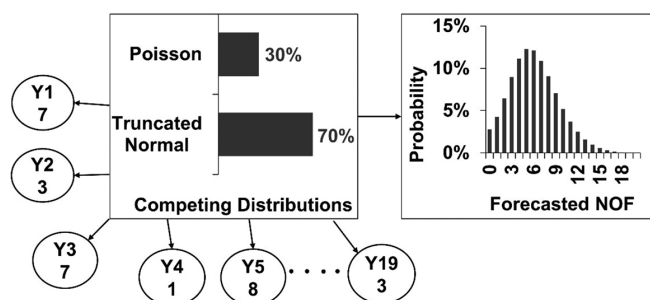 Poisson
30%
Truncated
Normal
70%
Competing Distributions
Y1
7
Y2
3
Y3
7
Y4
1
Y5
8
Y19
3
15%
10%
5%
0%
Probability
0 3 6 9 12 15 18
Forecasted NOF